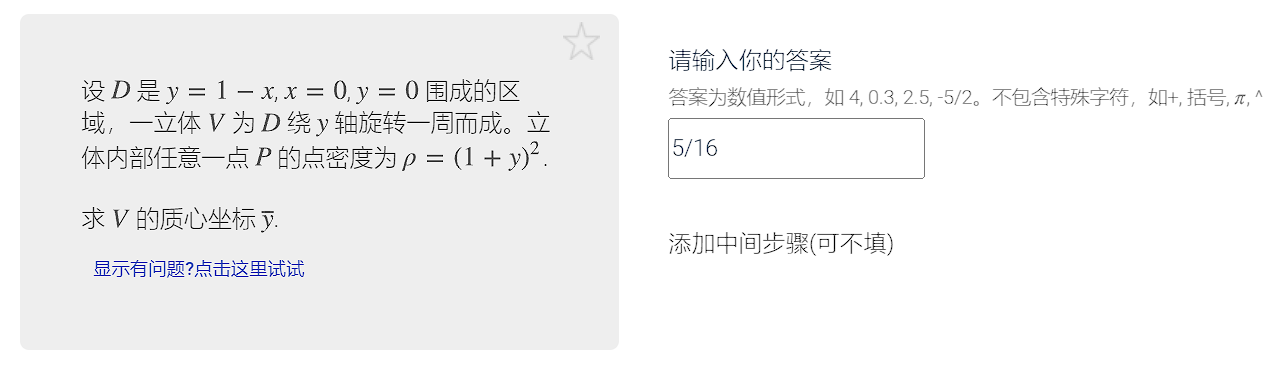 设 D 是 y = 1 − x, x = 0, y = 0 围成的区
域，一立体 V 为 D 绕 y 轴旋转一周而成。立
体内部任意一点 P 的点密度为 ρ = (1 + y)².
求 V 的质心坐标 ȳ.
显示有问题?点击这里试试
请输入你的答案
答案为数值形式，如 4, 0.3, 2.5, -5/2。不包含特殊字符，如+, 括号, π, ^
5/16
添加中间步骤(可不填)